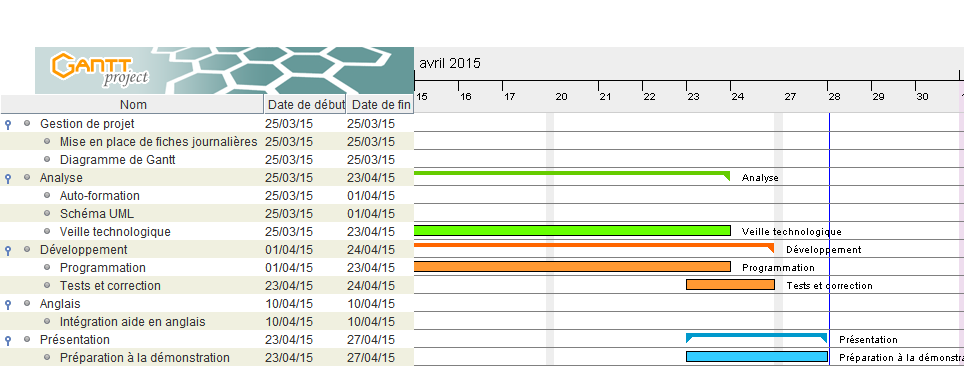 GANTT
project
avril 2015
15 16 17 20 21 22 23 24 27 28 29 30
Nom Date de début Date de fin
Gestion de projet 25/03/15 25/03/15
Mise en place de fiches journalières 25/03/15 25/03/15
Diagramme de Gantt 25/03/15 25/03/15
Analyse 25/03/15 23/04/15 Analyse
Auto-formation 25/03/15 01/04/15
Schéma UML 25/03/15 01/04/15
Veille technologique 25/03/15 23/04/15 Veille technologique
Développement 01/04/15 24/04/15 Développement
Programmation 01/04/15 23/04/15 Programmation
Tests et correction 23/04/15 24/04/15 Tests et correction
Anglais 10/04/15 10/04/15
Intégration aide en anglais 10/04/15 10/04/15
Présentation 23/04/15 27/04/15 Présentation
Préparation à la démonstration 23/04/15 27/04/15 Préparation à la démonstra